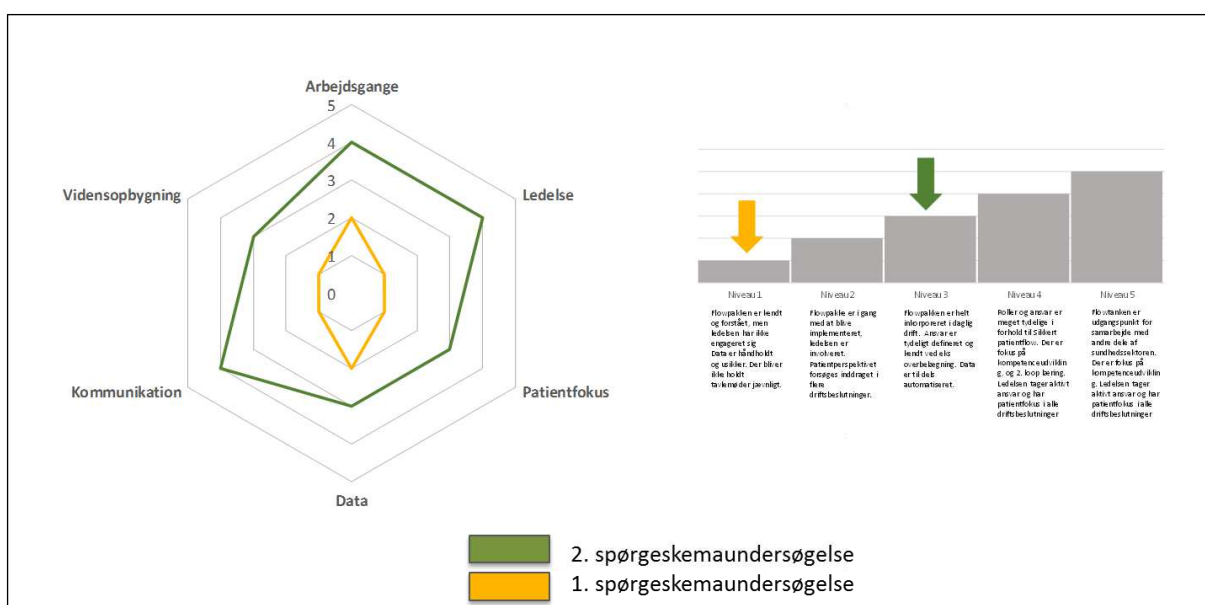 Arbejdsgange
5
4
3
2
1
0
Vidensopbygning
Ledelse
Kommunikation
Patientfokus
Data
Niveau 1
Flowpakken er kendt
og forstået, men
ledelsen har ikke
engageret sig
Data er håndholdt
og usikker. Der bliver
ikke holdt
tavlemøder jævnligt.
Niveau 2
Flowpakke er i gang
med at blive
implementeret,
ledelsen er
involveret.
Patientperspektivet
forsøges inddraget i
flere
driftsbeslutninger.
Niveau 3
Flowpakken er helt
inkorporeret i daglig
drift. Ansvar er
tydeligt defineret og
kendt ved eks
overbelægning. Data
er til dels
automatiseret.
Niveau 4
Roller og ansvar er
meget tydelige i
forhold til Sikkert
patientflow. Der er
fokus på
kompetenceudviklin
g, og 2. loop læring.
Ledelsen tager aktivt
ansvar og har
patientfokus i alle
driftsbeslutninger
Niveau 5
Flowtanken er
udgangspunkt for
samarbejde med
andre dele af
sundhedssektoren.
Der er fokus på
kompetenceudviklin
g. Ledelsen tager
aktivt ansvar og har
patientfokus i alle
driftsbeslutninger
2. spørgeskemaundersøgelse
1. spørgeskemaundersøgelse